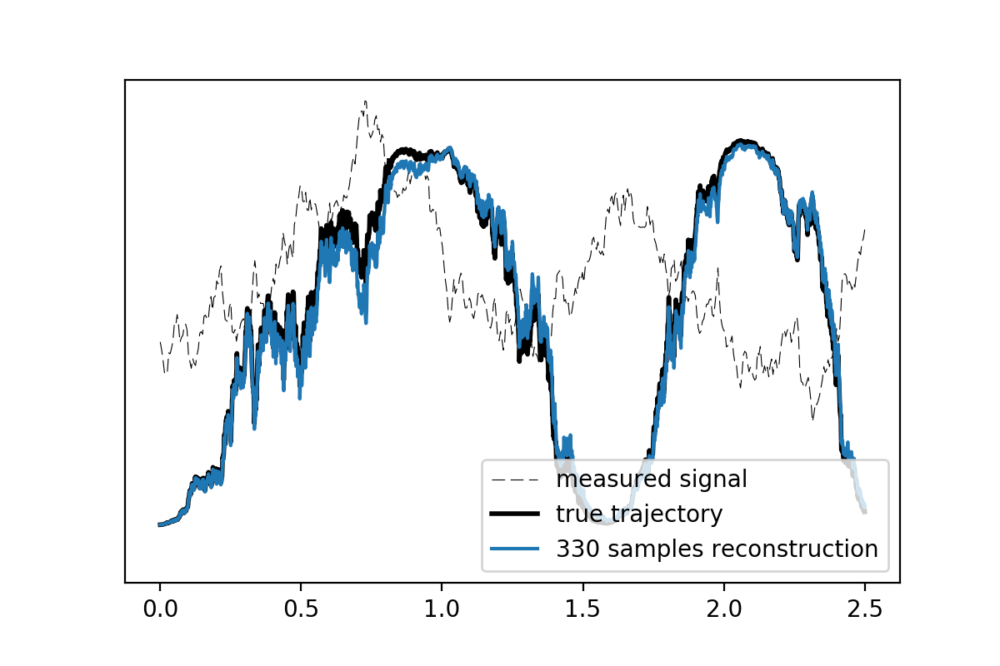 measured signal
true trajectory
330 samples reconstruction
0.0 0.5 1.0 1.5 2.0 2.5